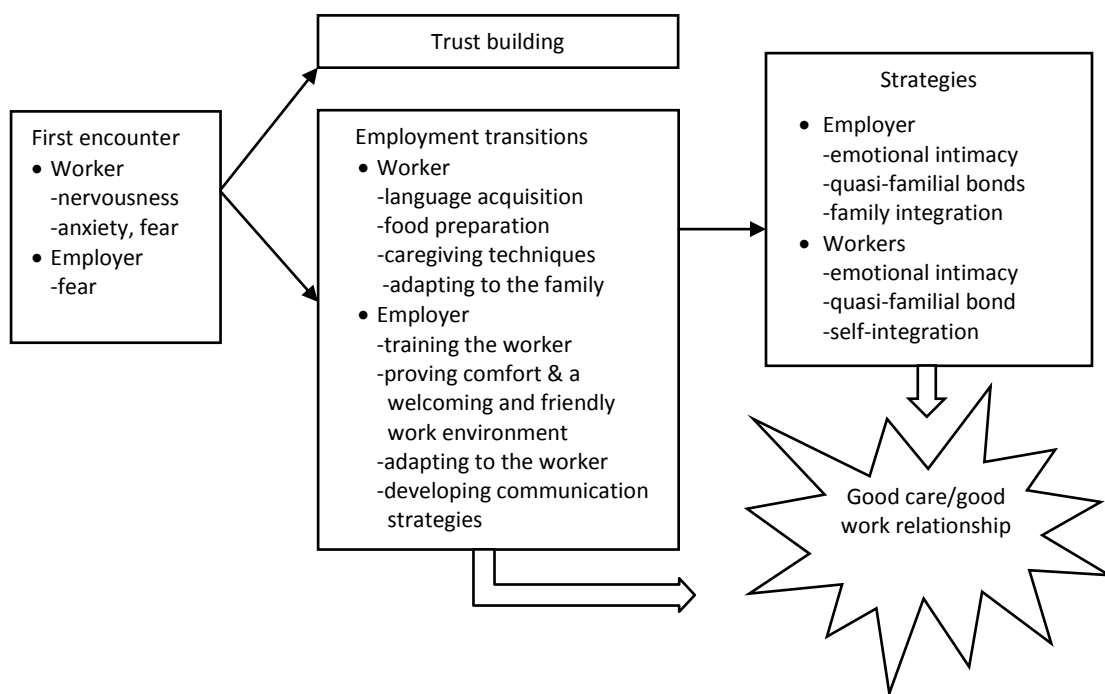 Trust building
First encounter
• Worker
-nervousness
-anxiety, fear
• Employer
-fear
Employment transitions
• Worker
-language acquisition
-food preparation
-caregiving techniques
-adapting to the family
• Employer
-training the worker
-proving comfort & a
welcoming and friendly
work environment
-adapting to the worker
-developing communication
strategies
Strategies
• Employer
-emotional intimacy
-quasi-familial bonds
-family integration
• Workers
-emotional intimacy
-quasi-familial bond
-self-integration
Good care/good
work relationship